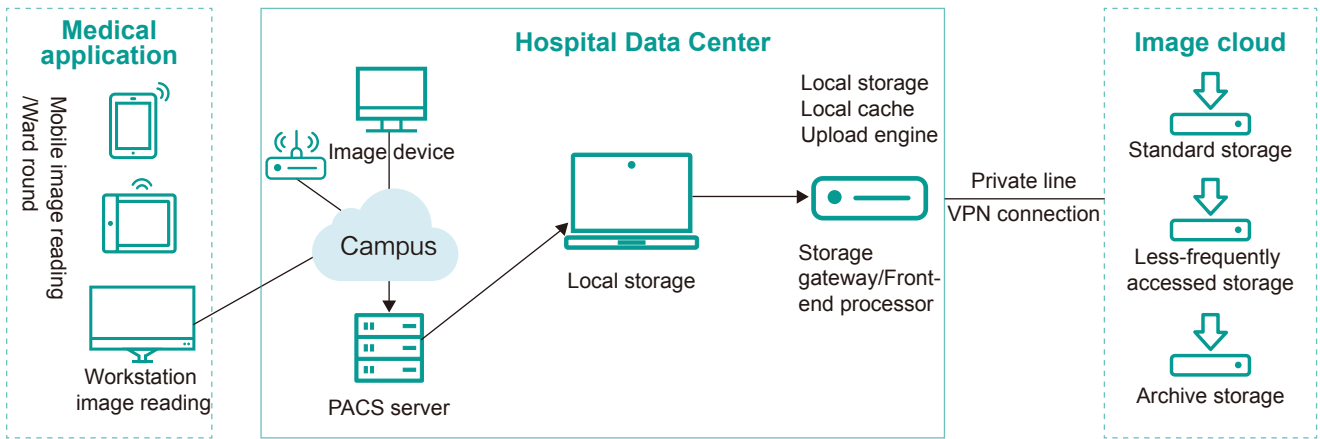 Medical
application
Mobile image reading
/Ward round
Workstation
image reading
Hospital Data Center
Image device
Campus
PACS server
Local storage
Local storage
Local cache
Upload engine
Storage
gateway/Front-
end processor
Private line
VPN connection
Image cloud
Standard storage
Less-frequently
accessed storage
Archive storage